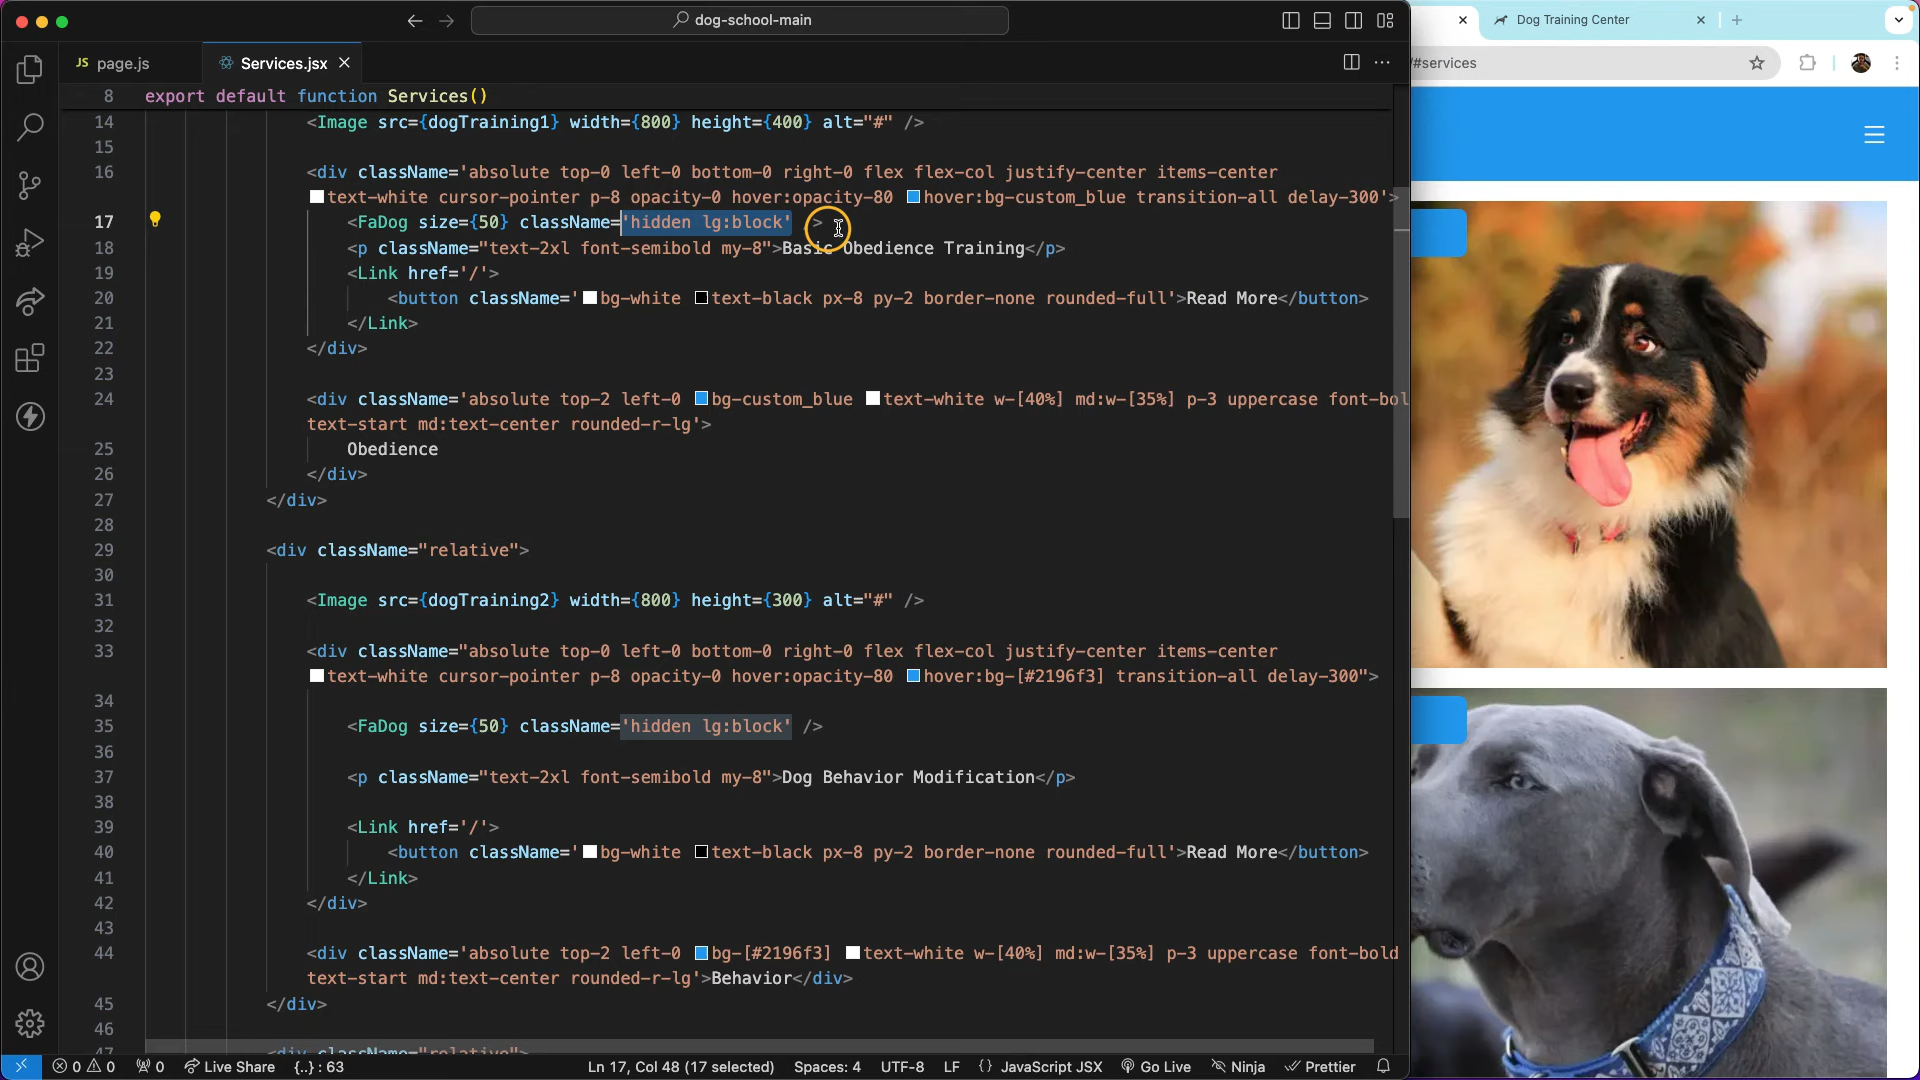 dog-school-main
Dog Training Center
JS page.js
Services.jsx
/#services
8 export default function Services()
14 <Image src={dogTraining1} width={800} height={400} alt="#" />
15
16 <div className='absolute top-0 left-0 bottom-0 right-0 flex flex-col justify-center items-center
text-white cursor-pointer p-8 opacity-0 hover:opacity-80 hover:bg-custom_blue transition-all delay-300'>
17 <FaDog size={50} className='hidden lg:block' />
18 <p className="text-2xl font-semibold my-8">Basic Obedience Training</p>
19 <Link href='/'>
20 <button className='bg-white text-black px-8 py-2 border-none rounded-full'>Read More</button>
21 </Link>
22 </div>
23
24 <div className='absolute top-2 left-0 bg-custom_blue text-white w-[40%] md:w-[35%] p-3 uppercase font-bol
text-start md:text-center rounded-r-lg'>
25 Obedience
26 </div>
27 </div>
28
29 <div className="relative">
30
31 <Image src={dogTraining2} width={800} height={300} alt="#" />
32
33 <div className="absolute top-0 left-0 bottom-0 right-0 flex flex-col justify-center items-center
text-white cursor-pointer p-8 opacity-0 hover:opacity-80 hover:bg-[#2196f3] transition-all delay-300">
34
35 <FaDog size={50} className='hidden lg:block' />
36
37 <p className="text-2xl font-semibold my-8">Dog Behavior Modification</p>
38
39 <Link href='/'>
40 <button className='bg-white text-black px-8 py-2 border-none rounded-full'>Read More</button>
41 </Link>
42 </div>
43
44 <div className='absolute top-2 left-0 bg-[#2196f3] text-white w-[40%] md:w-[35%] p-3 uppercase font-bold
text-start md:text-center rounded-r-lg'>Behavior</div>
45 </div>
46
47 <div className="relative">
0 0 0 Live Share {..} : 63 Ln 17, Col 48 (17 selected) Spaces: 4 UTF-8 LF {} JavaScript JSX Go Live Ninja Prettier